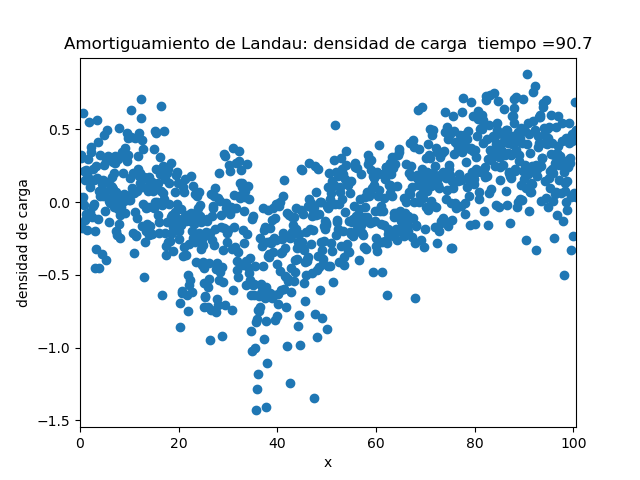 Amortiguamiento de Landau: densidad de carga  tiempo =90.7
densidad de carga
0.5
0.0
−0.5
−1.0
−1.5
0 20 40 60 80 100
x